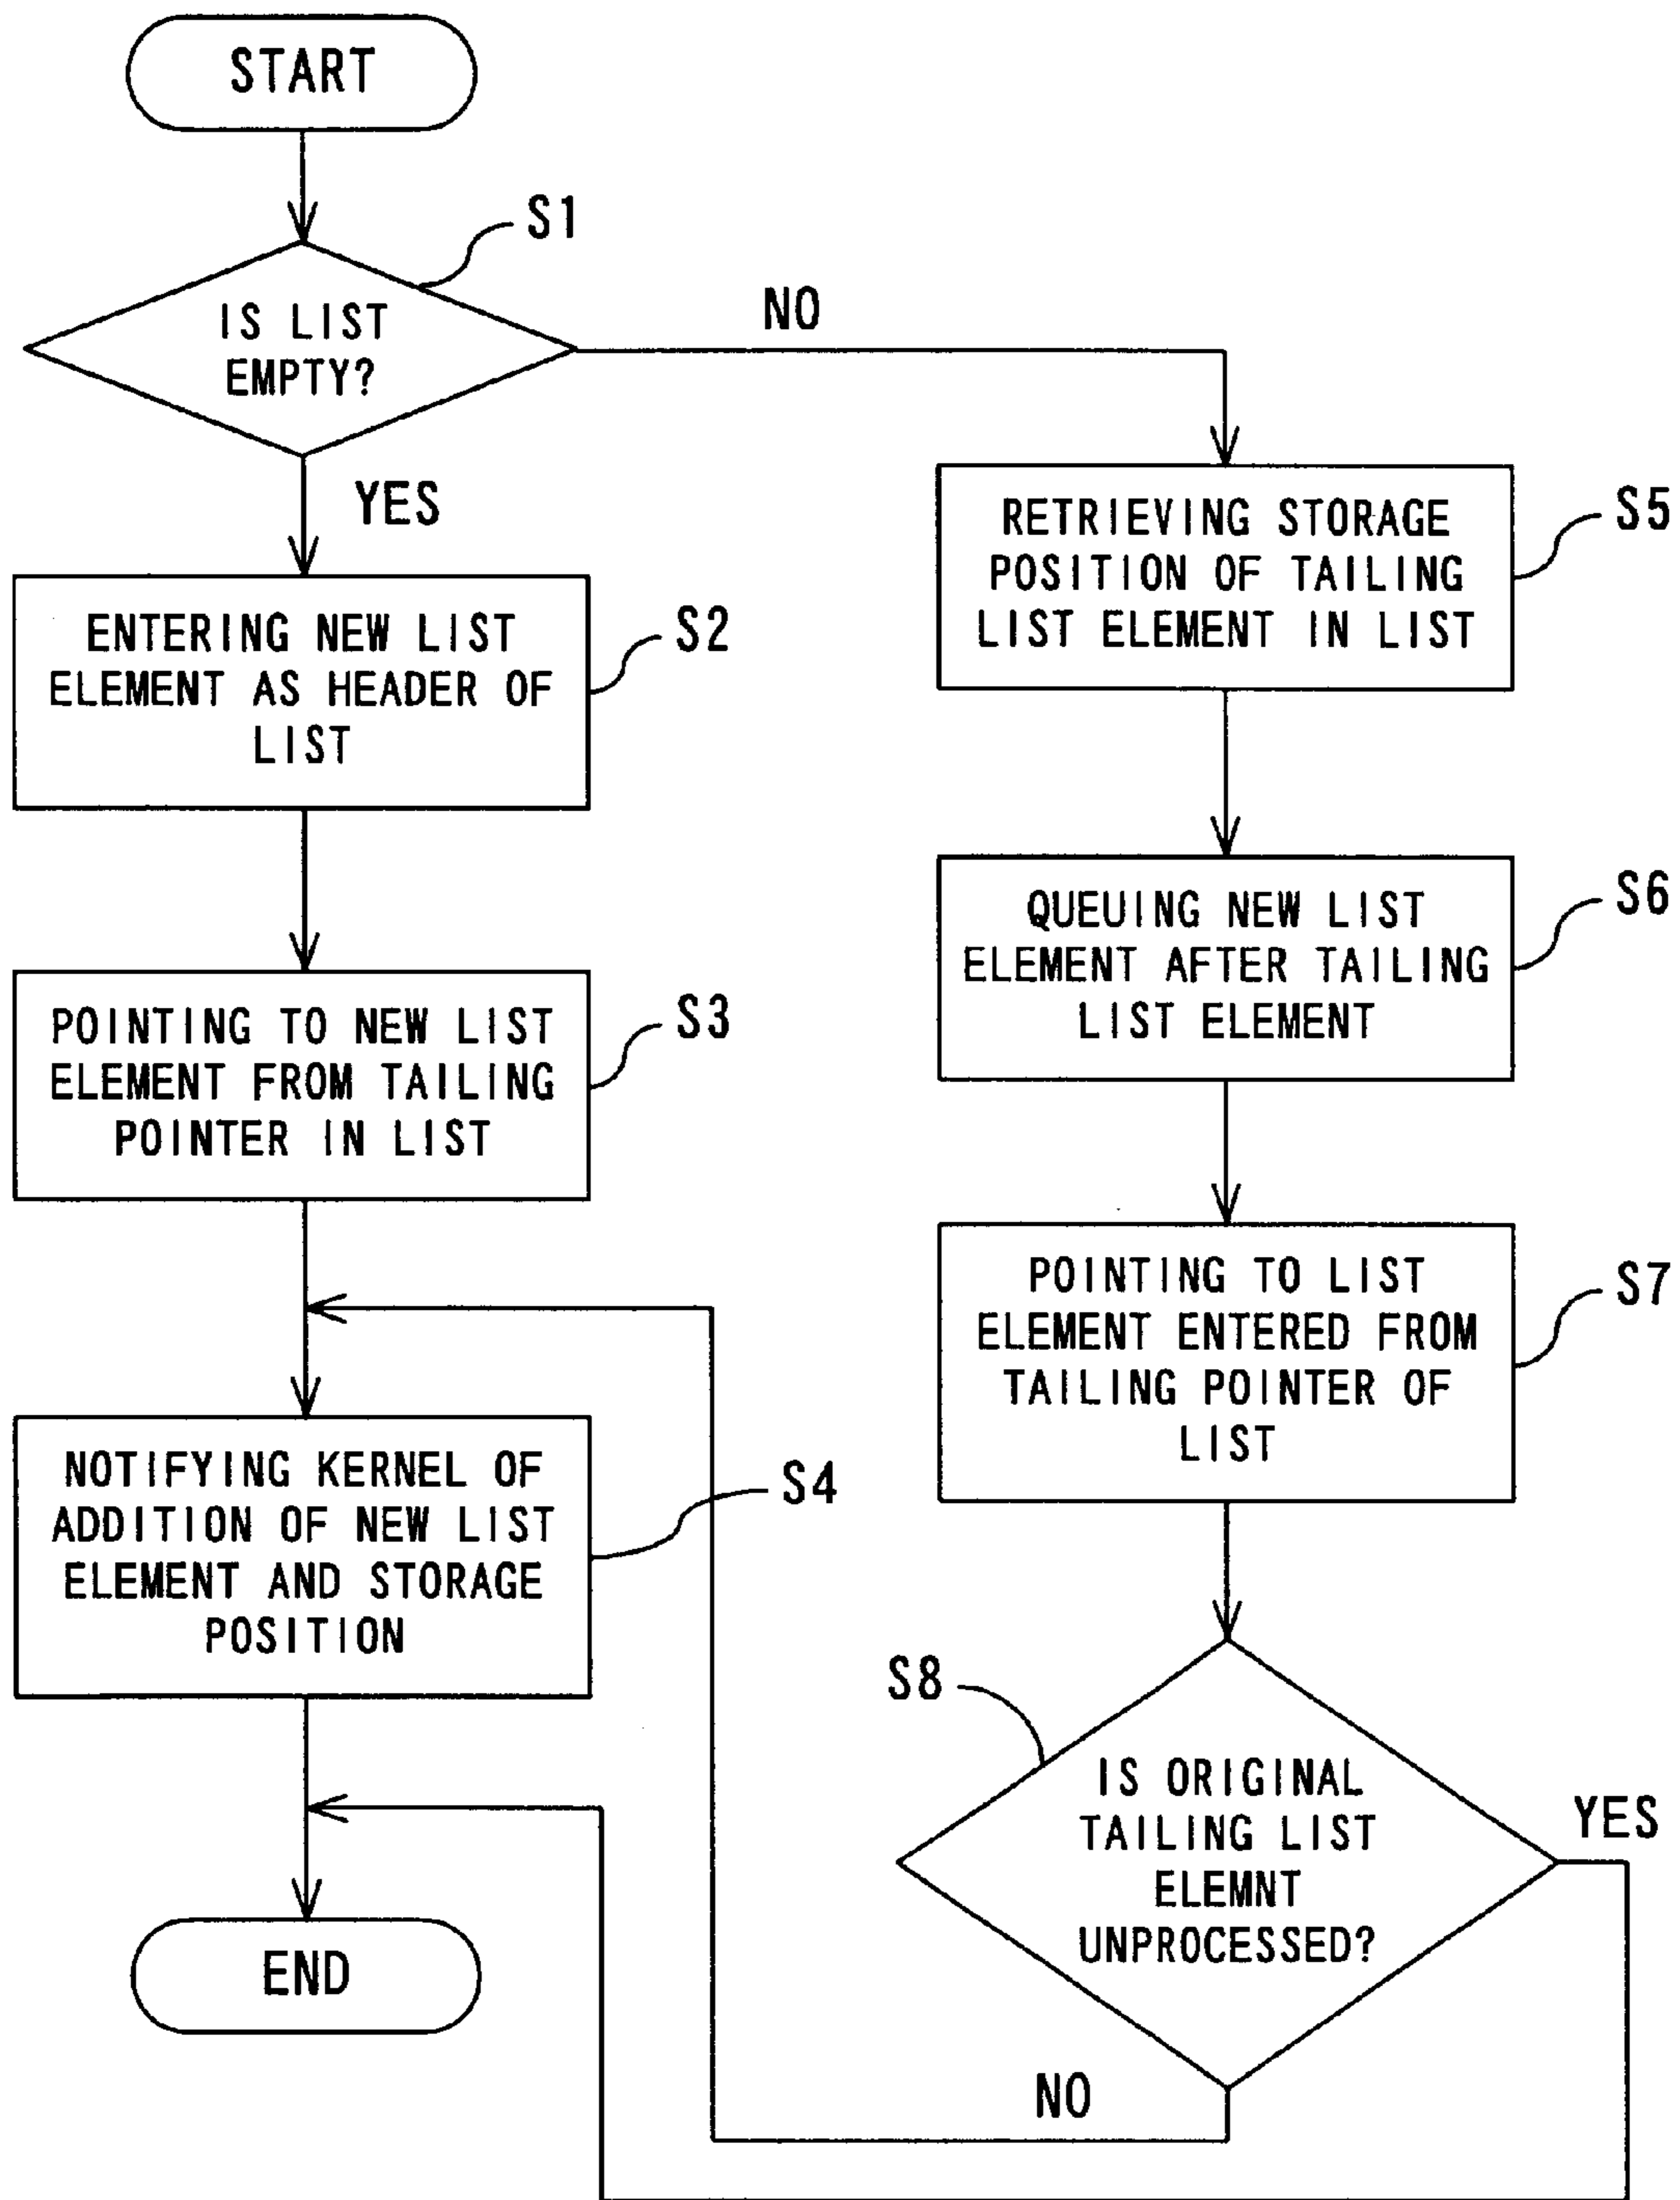 START
S1
IS LIST
EMPTY?
NO
YES
ENTERING NEW LIST
ELEMENT AS HEADER OF
LIST
S2
POINTING TO NEW LIST
ELEMENT FROM TAILING
POINTER IN LIST
S3
NOTIFYING KERNEL OF
ADDITION OF NEW LIST
ELEMENT AND STORAGE
POSITION
S4
END
RETRIEVING STORAGE
POSITION OF TAILING
LIST ELEMENT IN LIST
S5
QUEUING NEW LIST
ELEMENT AFTER TAILING
LIST ELEMENT
S6
POINTING TO LIST
ELEMENT ENTERED FROM
TAILING POINTER OF
LIST
S7
S8
IS ORIGINAL
TAILING LIST
ELEMNT
UNPROCESSED?
YES
NO